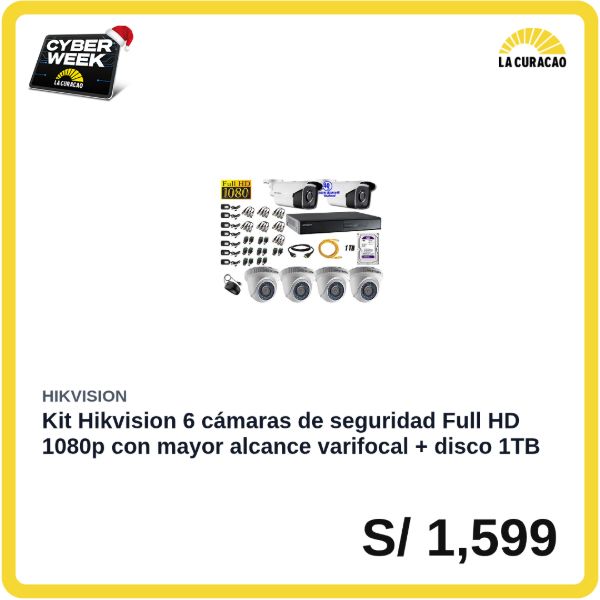 CYBER
WEEK
LA CURACAO
LA CURACAO
Full HD
1080
1TB
HIKVISION
Kit Hikvision 6 cámaras de seguridad Full HD
1080p con mayor alcance varifocal + disco 1TB
S/ 1,599